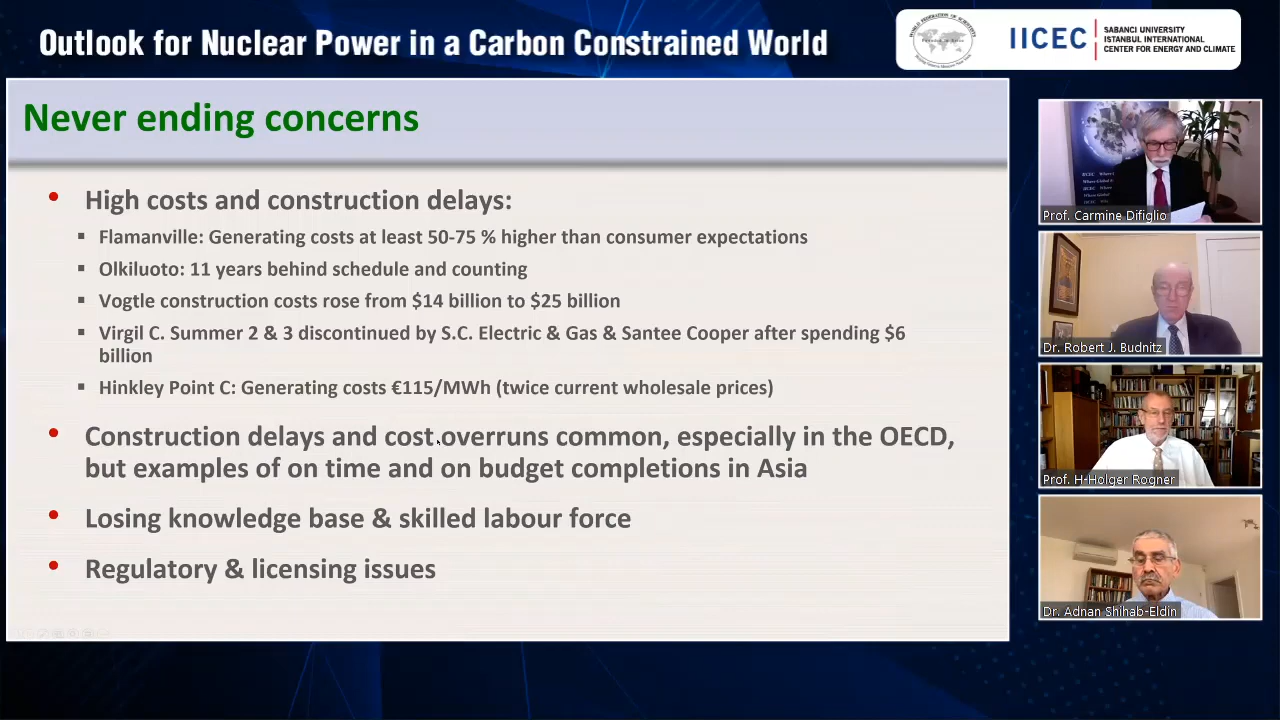 Outlook for Nuclear Power in a Carbon Constrained World
WORLD FEDERATION OF SCIENTISTS
IICEC
SABANCI UNIVERSITY
ISTANBUL INTERNATIONAL
CENTER FOR ENERGY AND CLIMATE
Never ending concerns
• High costs and construction delays:
▪ Flamanville: Generating costs at least 50-75 % higher than consumer expectations
▪ Olkiluoto: 11 years behind schedule and counting
▪ Vogtle construction costs rose from $14 billion to $25 billion
▪ Virgil C. Summer 2 & 3 discontinued by S.C. Electric & Gas & Santee Cooper after spending $6
billion
▪ Hinkley Point C: Generating costs €115/MWh (twice current wholesale prices)
• Construction delays and cost overruns common, especially in the OECD,
but examples of on time and on budget completions in Asia
• Losing knowledge base & skilled labour force
• Regulatory & licensing issues
Prof. Carmine Difiglio
Dr. Robert J. Budnitz
Prof. H-Holger Rogner
Dr. Adnan Shihab-Eldin